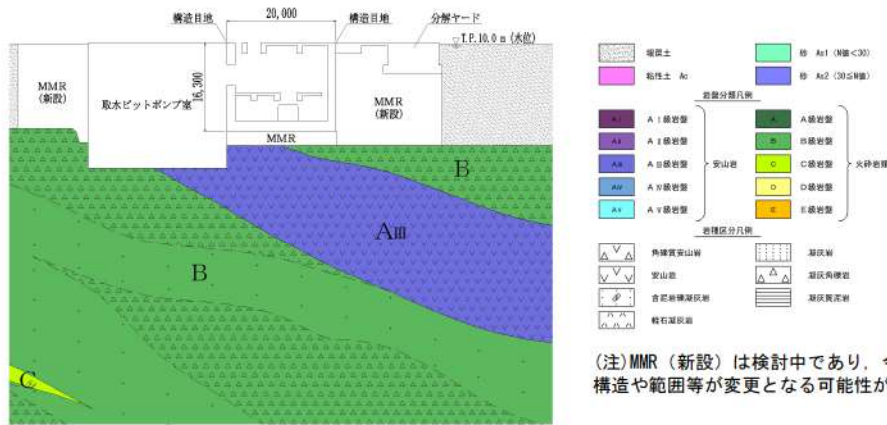 構造目地
20,000
構造目地
分解ヤード
T.P.10.0m(水位)
MMR
(新設)
取水ピットポンプ室
16,300
MMR
(新設)
MMR
B
AⅢ
B
C
埋戻土
砂 As1 (N値<30)
粘性土 Ac
砂 As2 (30≦N値)
岩盤分類凡例
AⅠ AⅠ級岩盤
A A級岩盤
AⅡ AⅡ級岩盤
B B級岩盤
AⅢ AⅢ級岩盤
安山岩
C C級岩盤
火砕岩類
AⅣ AⅣ級岩盤
D D級岩盤
AⅤ AⅤ級岩盤
E E級岩盤
岩種区分凡例
角礫質安山岩
凝灰岩
安山岩
凝灰角礫岩
含泥岩礫凝灰岩
凝灰質泥岩
軽石凝灰岩
(注)MMR(新設)は検討中であり,
構造や範囲等が変更となる可能性が